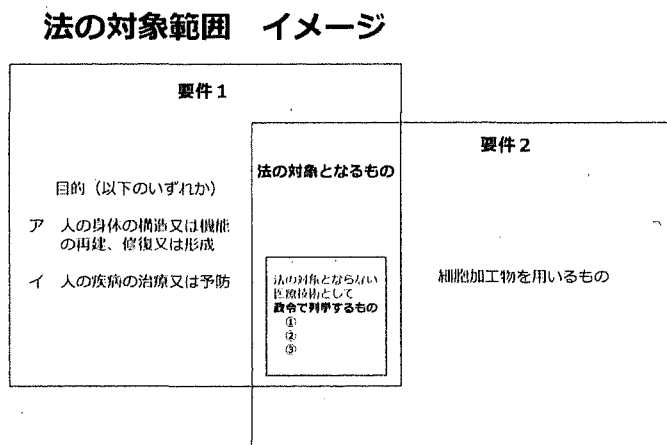 法の対象範囲 イメージ
要件1
目的（以下のいずれか）
ア 人の身体の構造又は機能
の再建、修復又は形成
イ 人の疾病の治療又は予防
法の対象となるもの
法の対象とならない
医療技術として
政令で列挙するもの
①
②
③
要件2
細胞加工物を用いるもの